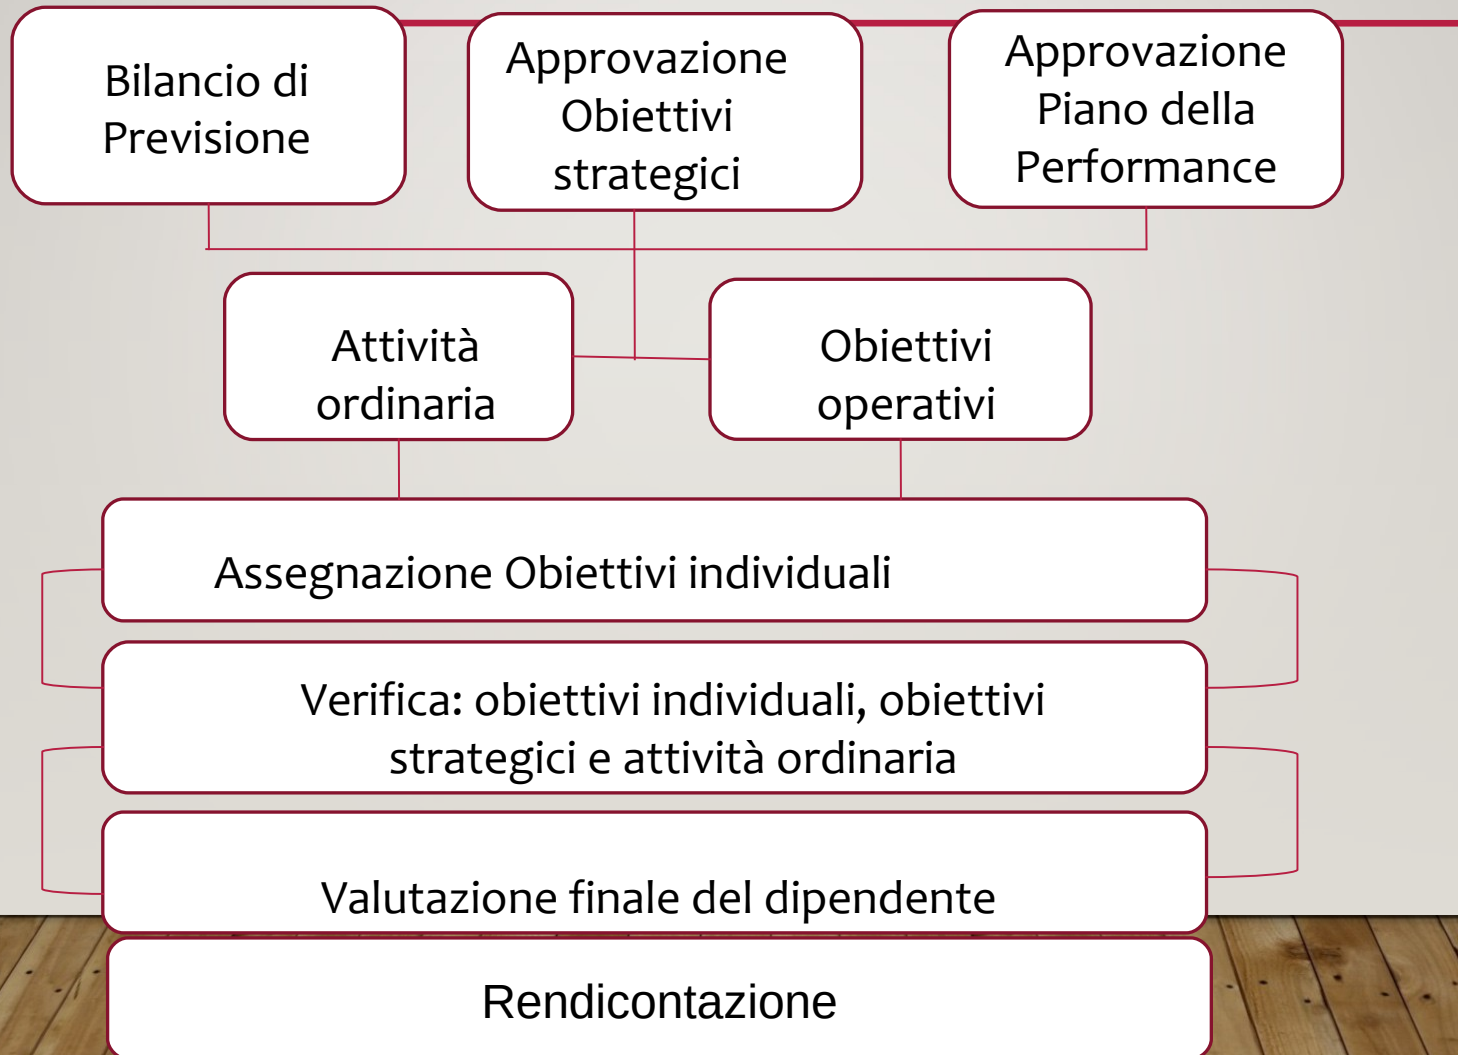 Bilancio di
Previsione
Approvazione
Obiettivi
strategici
Approvazione
Piano della
Performance
Attività
ordinaria
Obiettivi
operativi
Assegnazione Obiettivi individuali
Verifica: obiettivi individuali, obiettivi
strategici e attività ordinaria
Valutazione finale del dipendente
Rendicontazione